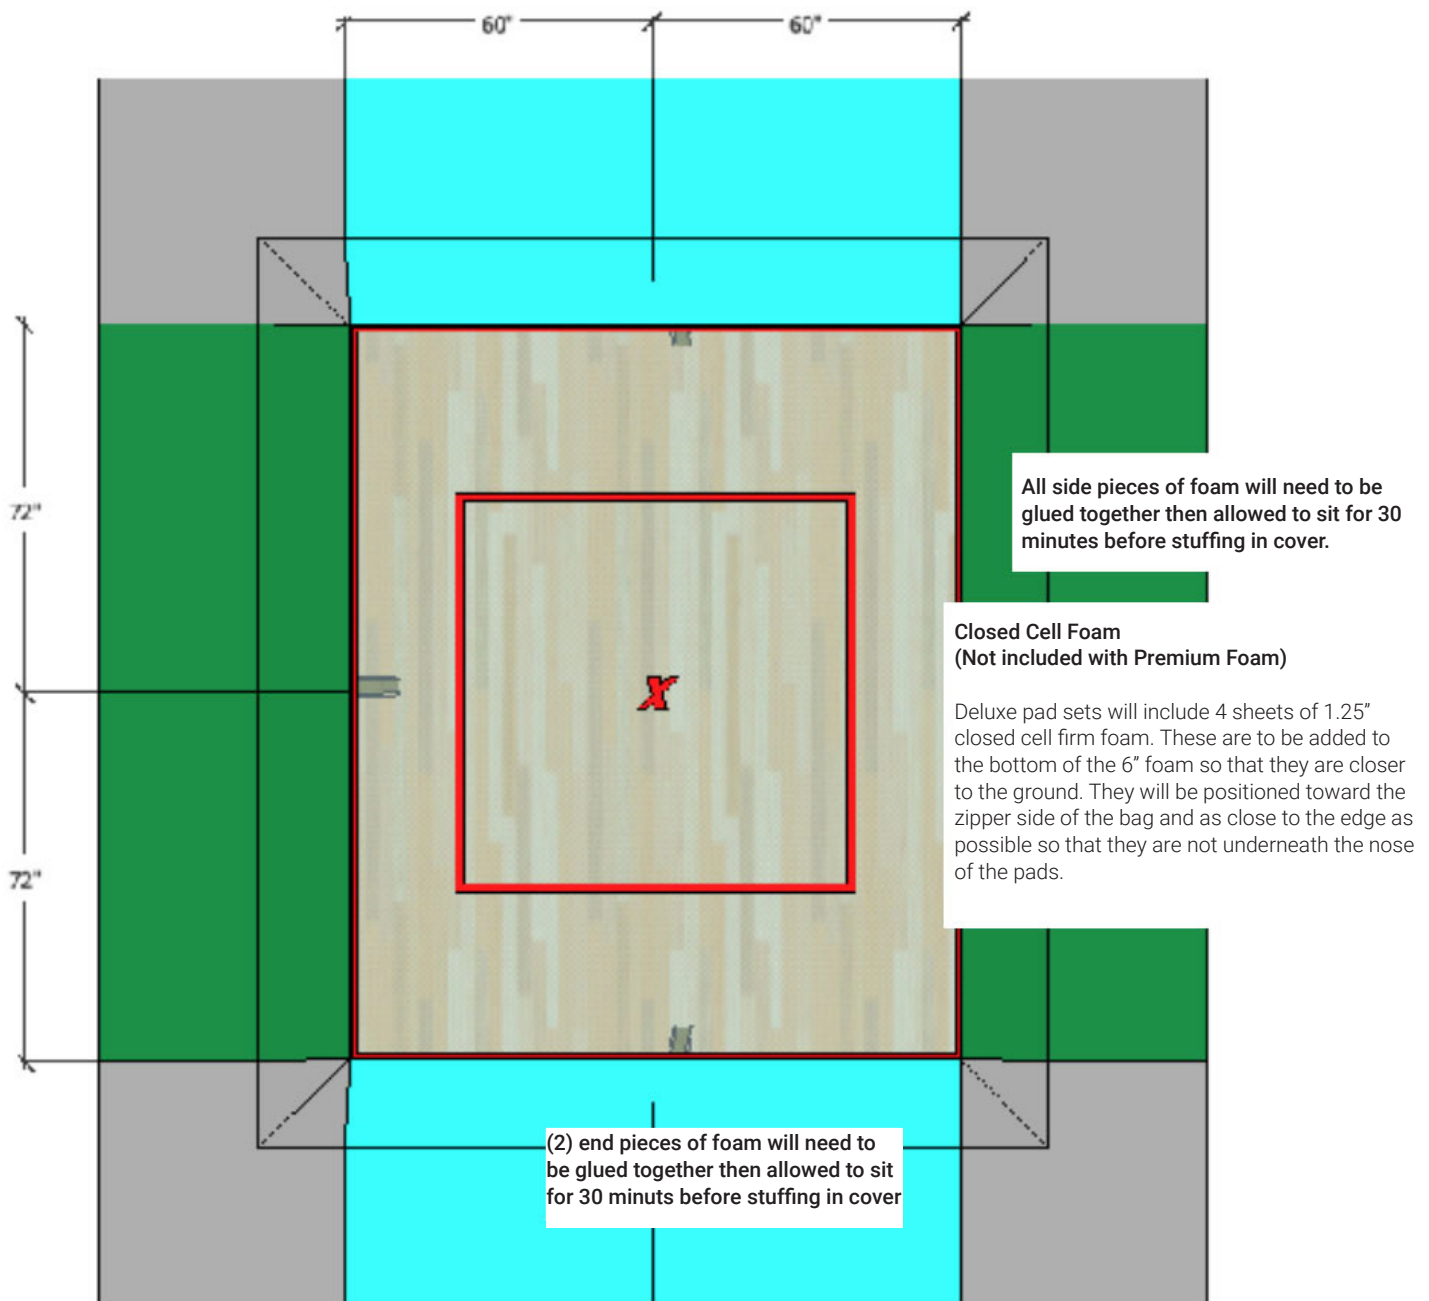 60"
60"
72"
All side pieces of foam will need to be
glued together then allowed to sit for 30
minutes before stuffing in cover.
Closed Cell Foam
(Not included with Premium Foam)
x
Deluxe pad sets will include 4 sheets of 1.25”
closed cell firm foam. These are to be added to
the bottom of the 6” foam so that they are closer
to the ground. They will be positioned toward the
zipper side of the bag and as close to the edge as
possible so that they are not underneath the nose
of the pads.
72"
(2) end pieces of foam will need to
be glued together then allowed to sit
for 30 minuts before stuffing in cover